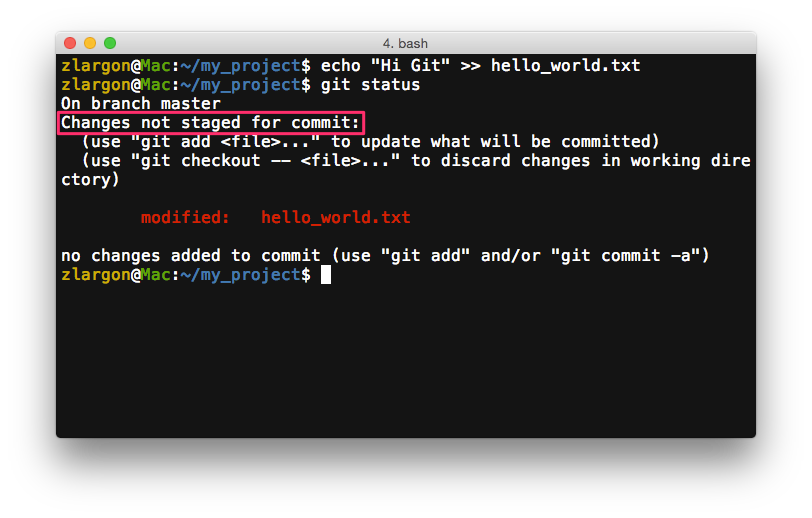 4. bash
zlargon@Mac:~/my_project$ echo "Hi Git" >> hello_world.txt
zlargon@Mac:~/my_project$ git status
On branch master
Changes not staged for commit:
  (use "git add <file>..." to update what will be committed)
  (use "git checkout -- <file>..." to discard changes in working dire
ctory)
        modified:   hello_world.txt
no changes added to commit (use "git add" and/or "git commit -a")
zlargon@Mac:~/my_project$